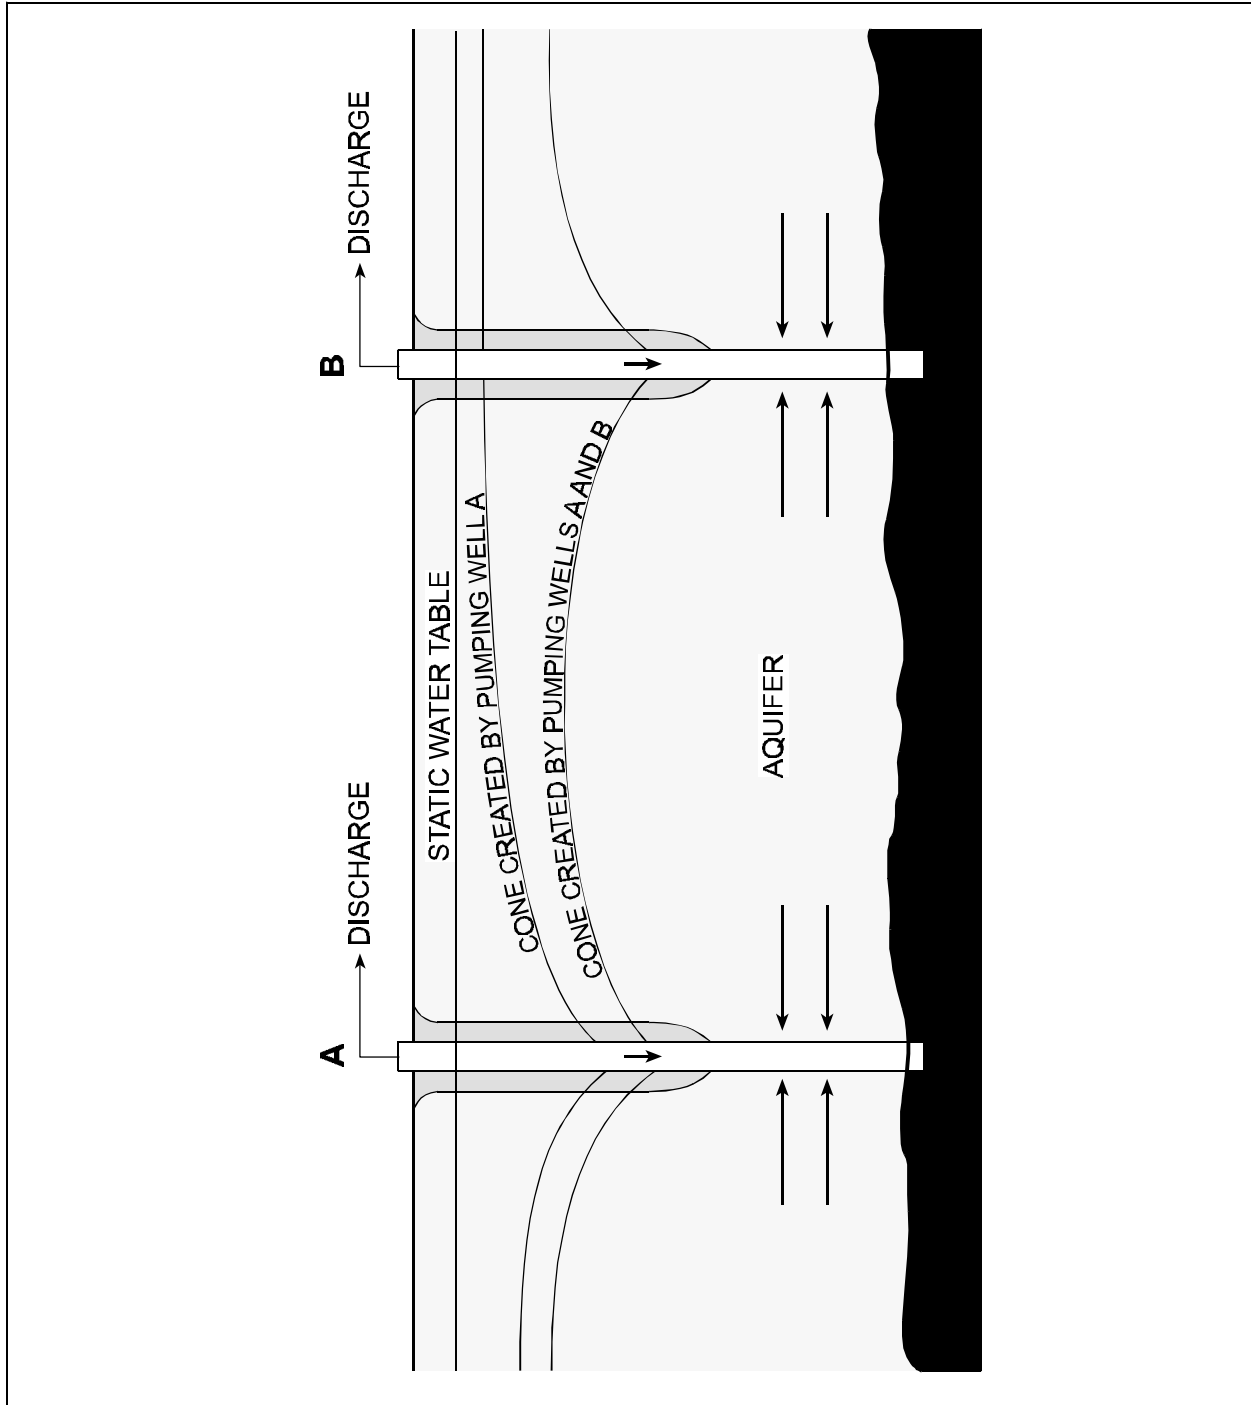 A
DISCHARGE
B
DISCHARGE
STATIC WATER TABLE
CONE CREATED BY PUMPING WELL A
CONE CREATED BY PUMPING WELLS A AND B
AQUIFER